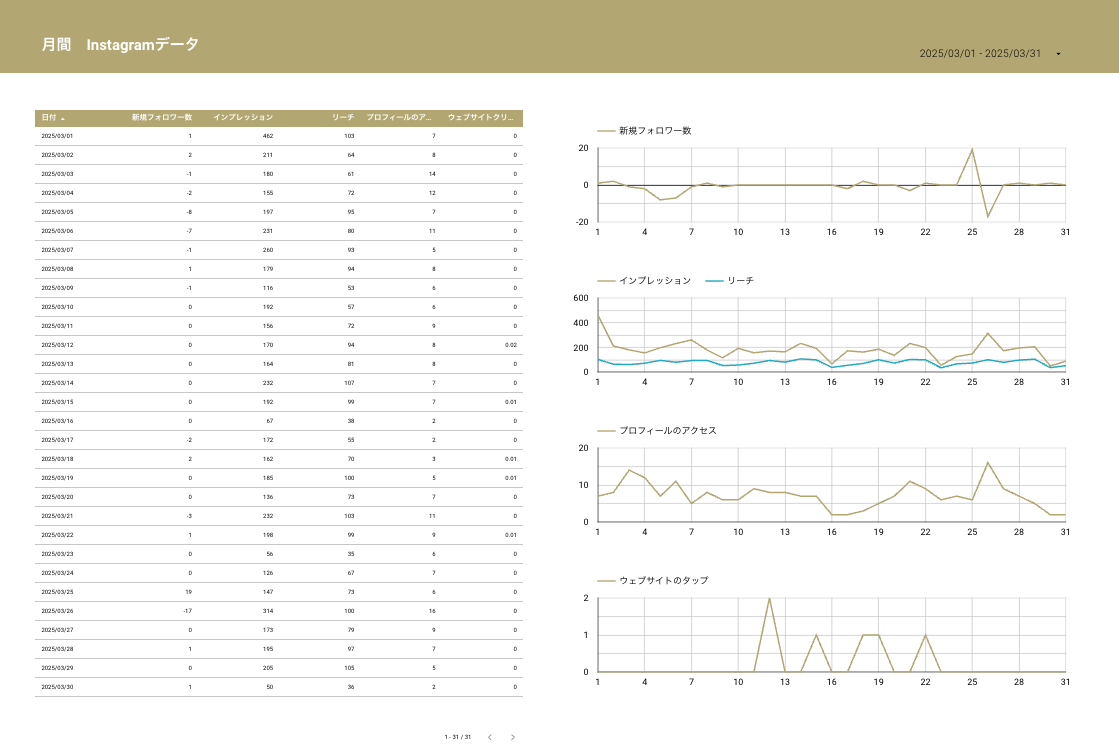 月間　Instagramデータ
2025/03/01 - 2025/03/31
日付 新規フォロワー数 インプレッション リーチ プロフィールのア... ウェブサイトクリ...
2025/03/01 1 462 103 7 0
2025/03/02 2 211 64 8 0
2025/03/03 -1 180 61 14 0
2025/03/04 -2 155 72 12 0
2025/03/05 -8 197 95 7 0
2025/03/06 -7 231 80 11 0
2025/03/07 -1 260 93 5 0
2025/03/08 1 179 94 8 0
2025/03/09 -1 116 53 6 0
2025/03/10 0 192 57 6 0
2025/03/11 0 156 72 9 0
2025/03/12 0 170 94 8 0.02
2025/03/13 0 164 81 8 0
2025/03/14 0 232 107 7 0
2025/03/15 0 192 99 7 0.01
2025/03/16 0 67 38 2 0
2025/03/17 -2 172 55 2 0
2025/03/18 2 162 70 3 0.01
2025/03/19 0 185 100 5 0.01
2025/03/20 0 136 73 7 0
2025/03/21 -3 232 103 11 0
2025/03/22 1 198 99 9 0.01
2025/03/23 0 56 35 6 0
2025/03/24 0 126 67 7 0
2025/03/25 19 147 73 6 0
2025/03/26 -17 314 100 16 0
2025/03/27 0 173 79 9 0
2025/03/28 1 195 97 7 0
2025/03/29 0 205 105 5 0
2025/03/30 1 50 36 2 0
1 - 31 / 31
新規フォロワー数
20
0
-20
1 4 7 10 13 16 19 22 25 28 31
インプレッション リーチ
600
400
200
0
1 4 7 10 13 16 19 22 25 28 31
プロフィールのアクセス
20
10
0
1 4 7 10 13 16 19 22 25 28 31
ウェブサイトのタップ
2
1
0
1 4 7 10 13 16 19 22 25 28 31